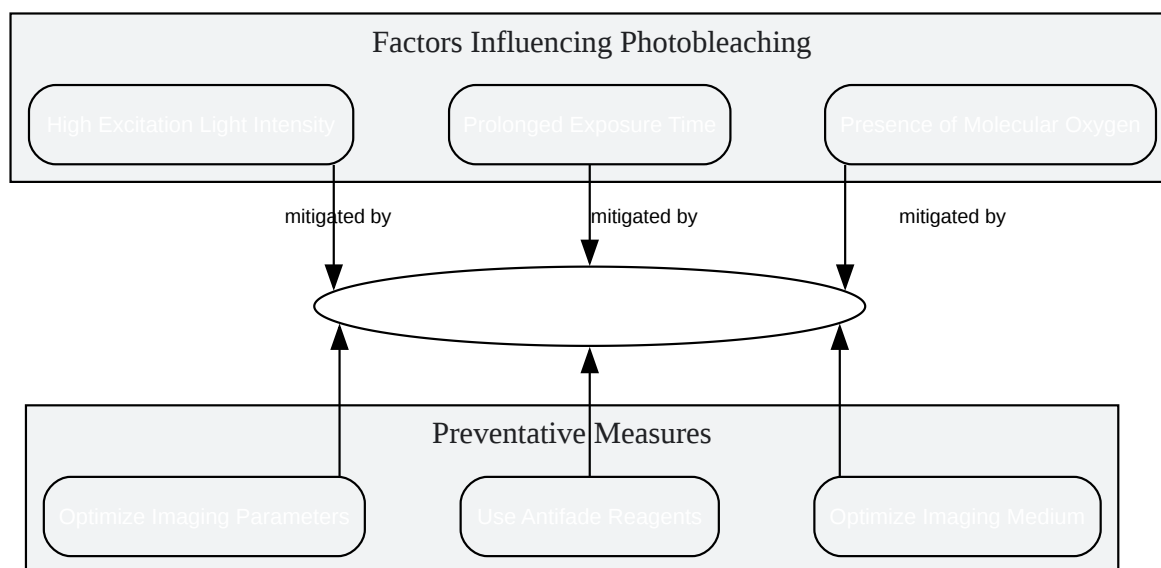 Factors Influencing Photobleaching
High Excitation Light Intensity
Prolonged Exposure Time
Presence of Molecular Oxygen
mitigated by
mitigated by
mitigated by
Preventative Measures
Optimize Imaging Parameters
Use Antifade Reagents
Optimize Imaging Medium